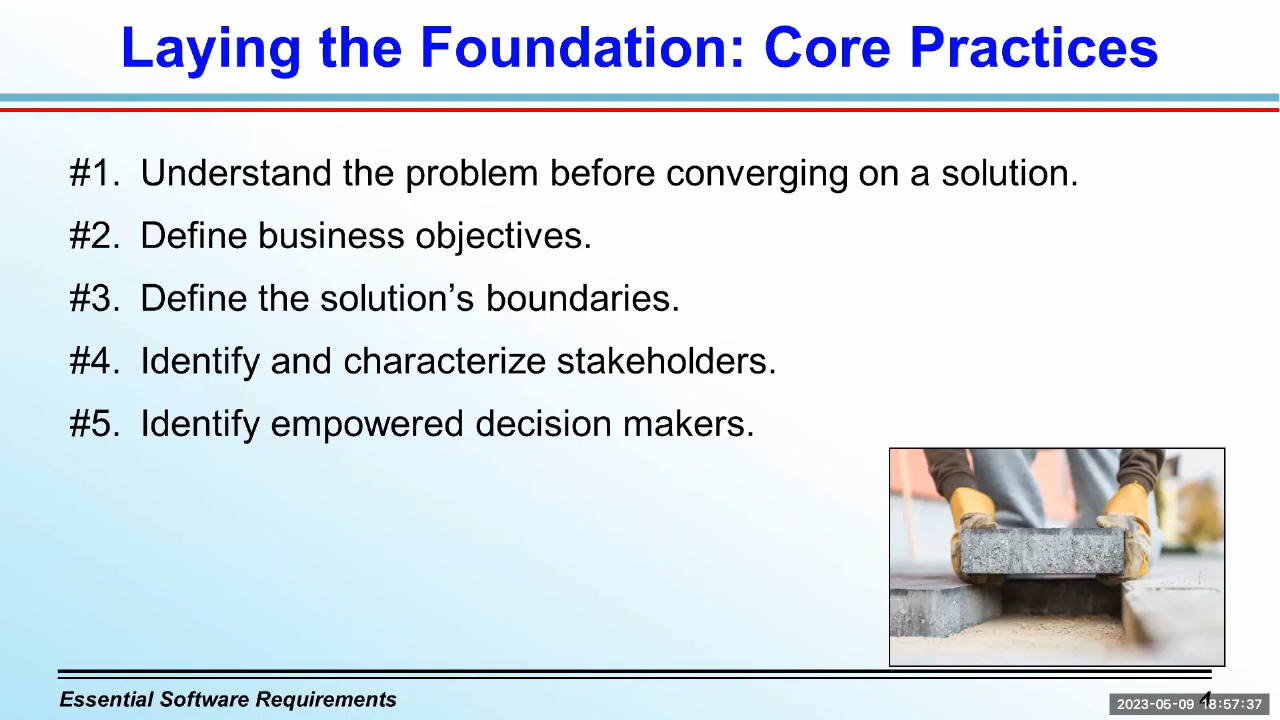 Laying the Foundation: Core Practices
#1. Understand the problem before converging on a solution.
#2. Define business objectives.
#3. Define the solution’s boundaries.
#4. Identify and characterize stakeholders.
#5. Identify empowered decision makers.
Essential Software Requirements
4
2023-05-09 18:57:37